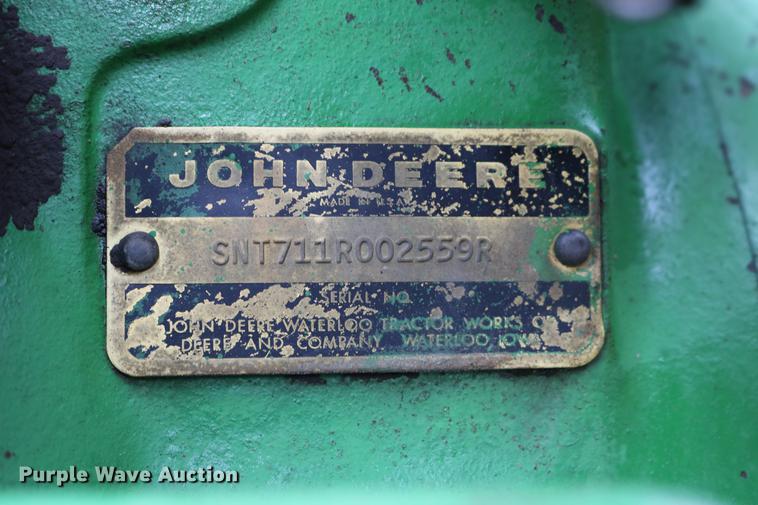 JOHN DEERE
MADE IN U.S.A.
SNT711R002559R
SERIAL NO.
JOHN DEERE WATERLOO TRACTOR WORKS OF
DEERE AND COMPANY WATERLOO, IOWA
Purple Wave Auction